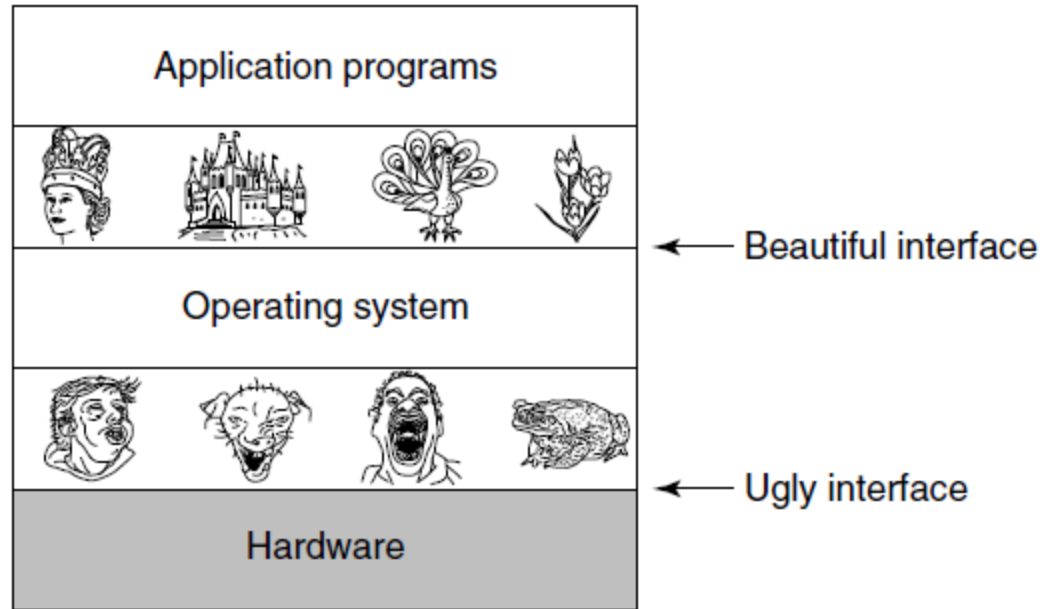 Application programs
Beautiful interface
Operating system
Ugly interface
Hardware